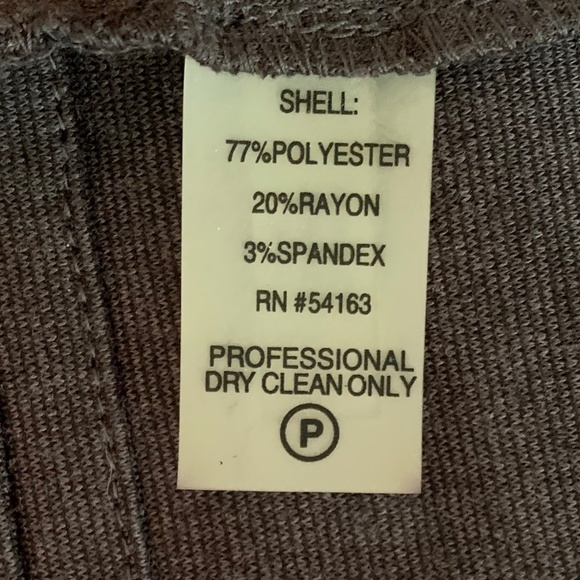 SHELL:
77%POLYESTER
20%RAYON
3%SPANDEX
RN #54163
PROFESSIONAL
DRY CLEAN ONLY
P